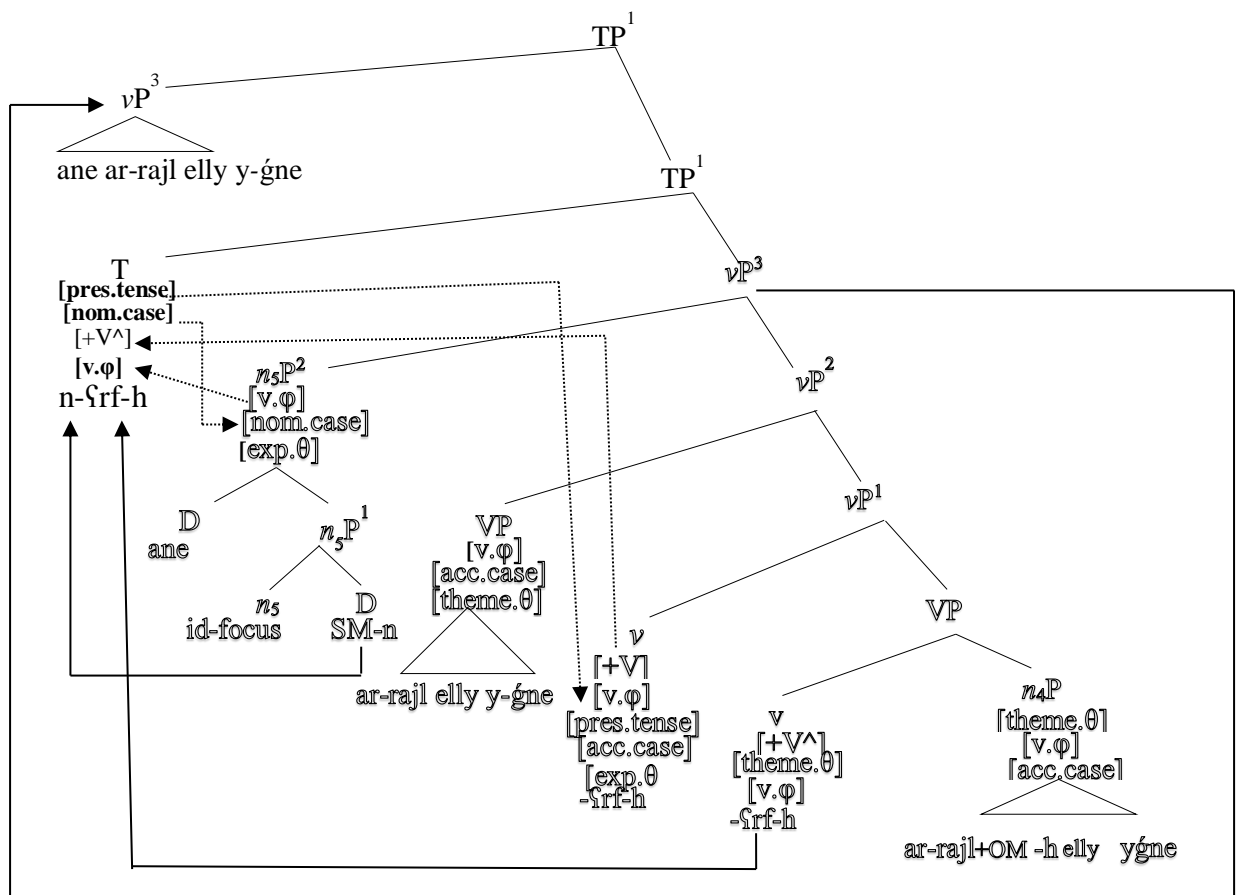 TP¹
vP³
ane ar-rajl elly y-ǵne
TP¹
T
[pres.tense]
[nom.case]
[+V^]
[v.φ]
n-ʕrf-h
vP³
n₅P²
[v.φ]
[nom.case]
[exp.θ]
vP²
D
ane
n₅P¹
n₅
id-focus
D
SM-n
VP
[v.φ]
[acc.case]
[theme.θ]
ar-rajl elly y-ǵne
vP¹
v
[+V]
[v.φ]
[pres.tense]
[acc.case]
[exp.θ
-ʕrf-h
VP
v
[+V^]
[theme.θ]
[v.φ]
-ʕrf-h
n₄P
[theme.θ]
[v.φ]
[acc.case]
ar-rajl+OM -h elly yǵne